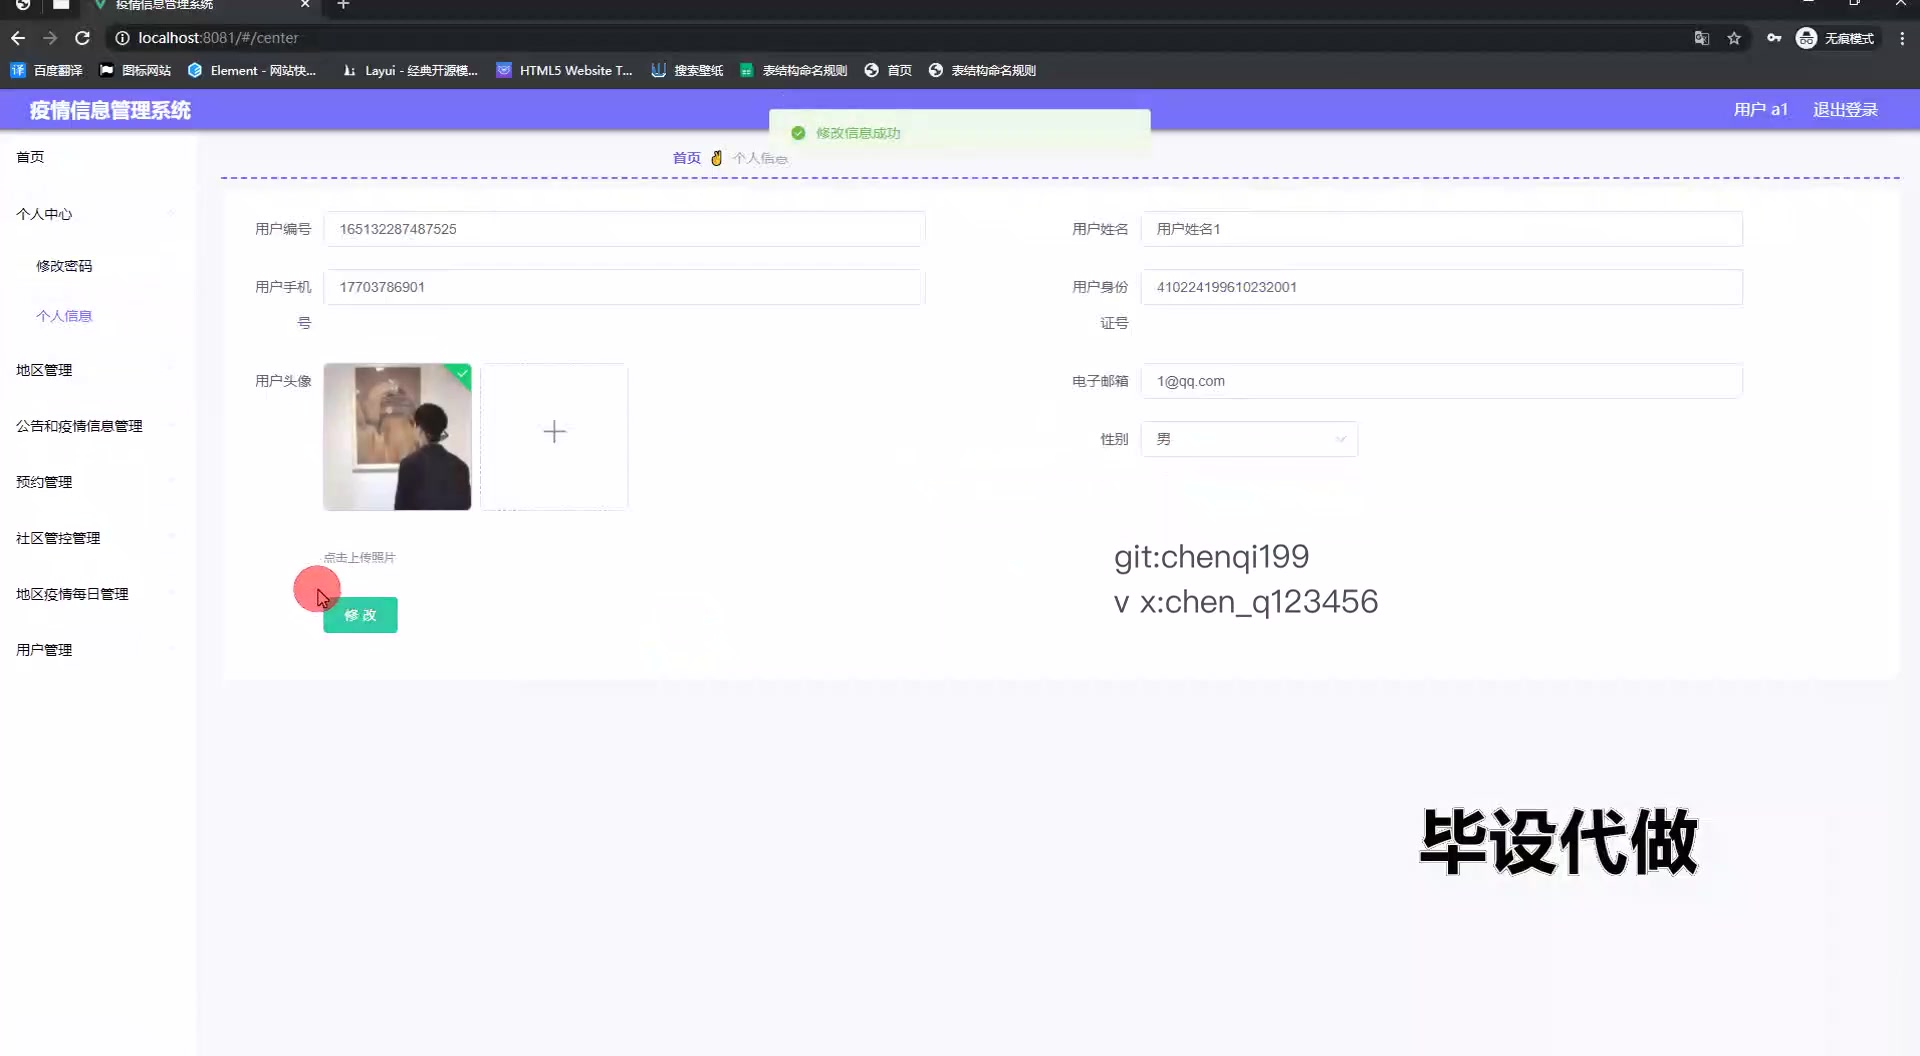 疫情信息管理系统
localhost:8081/#/center
无痕模式
百度翻译
图标网站
Element - 网站快...
Layui - 经典开源模...
HTML5 Website T...
搜索壁纸
表结构命名规则
首页
表结构命名规则
疫情信息管理系统
用户 a1
退出登录
修改信息成功
首页
个人信息
首页
个人中心
修改密码
个人信息
地区管理
公告和疫情信息管理
预约管理
社区管控管理
地区疫情每日管理
用户管理
用户编号
165132287487525
用户姓名
用户姓名1
用户手机
号
17703786901
用户身份
证号
410224199610232001
用户头像
电子邮箱
1@qq.com
性别
男
点击上传照片
修 改
git:chenqi199
v x:chen_q123456
毕设代做